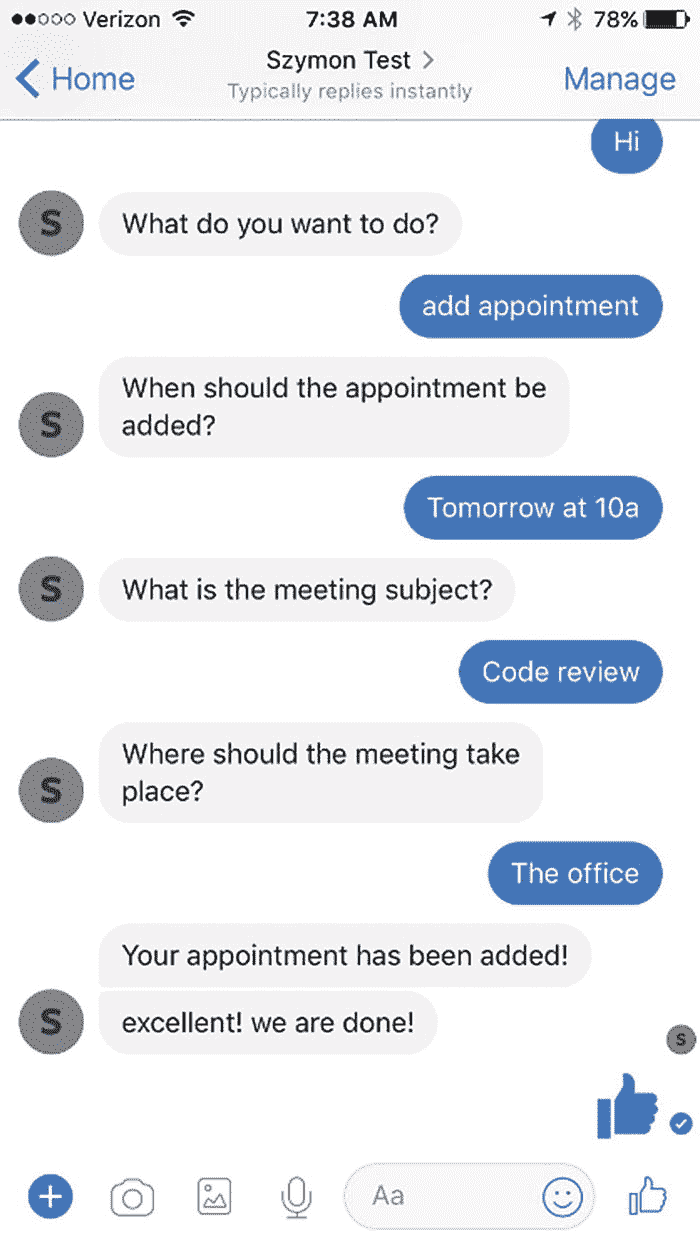 Verizon 7:38 AM 78%
Home Szymon Test Manage
Typically replies instantly
Hi
S What do you want to do?
add appointment
When should the appointment be
S added?
Tomorrow at 10a
S What is the meeting subject?
Code review
Where should the meeting take
S place?
The office
Your appointment has been added!
S excellent! we are done!
S
Aa